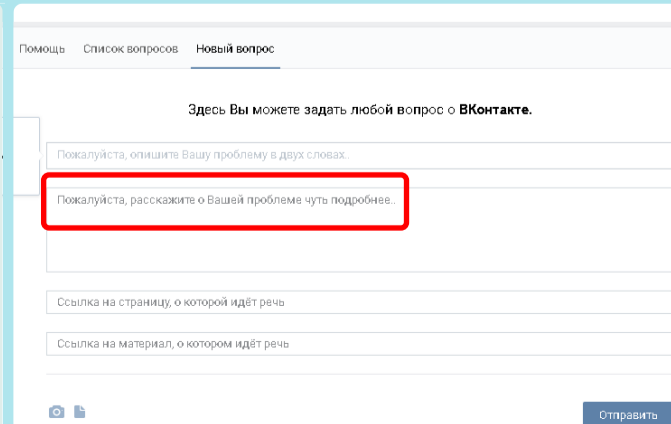 Помощь Список вопросов Новый вопрос
Здесь Вы можете задать любой вопрос о ВКонтакте.
Пожалуйста, опишите Вашу проблему в двух словах..
Пожалуйста, расскажите о Вашей проблеме чуть подробнее..
Ссылка на страницу, о которой идёт речь
Ссылка на материал, о котором идёт речь
Отправить